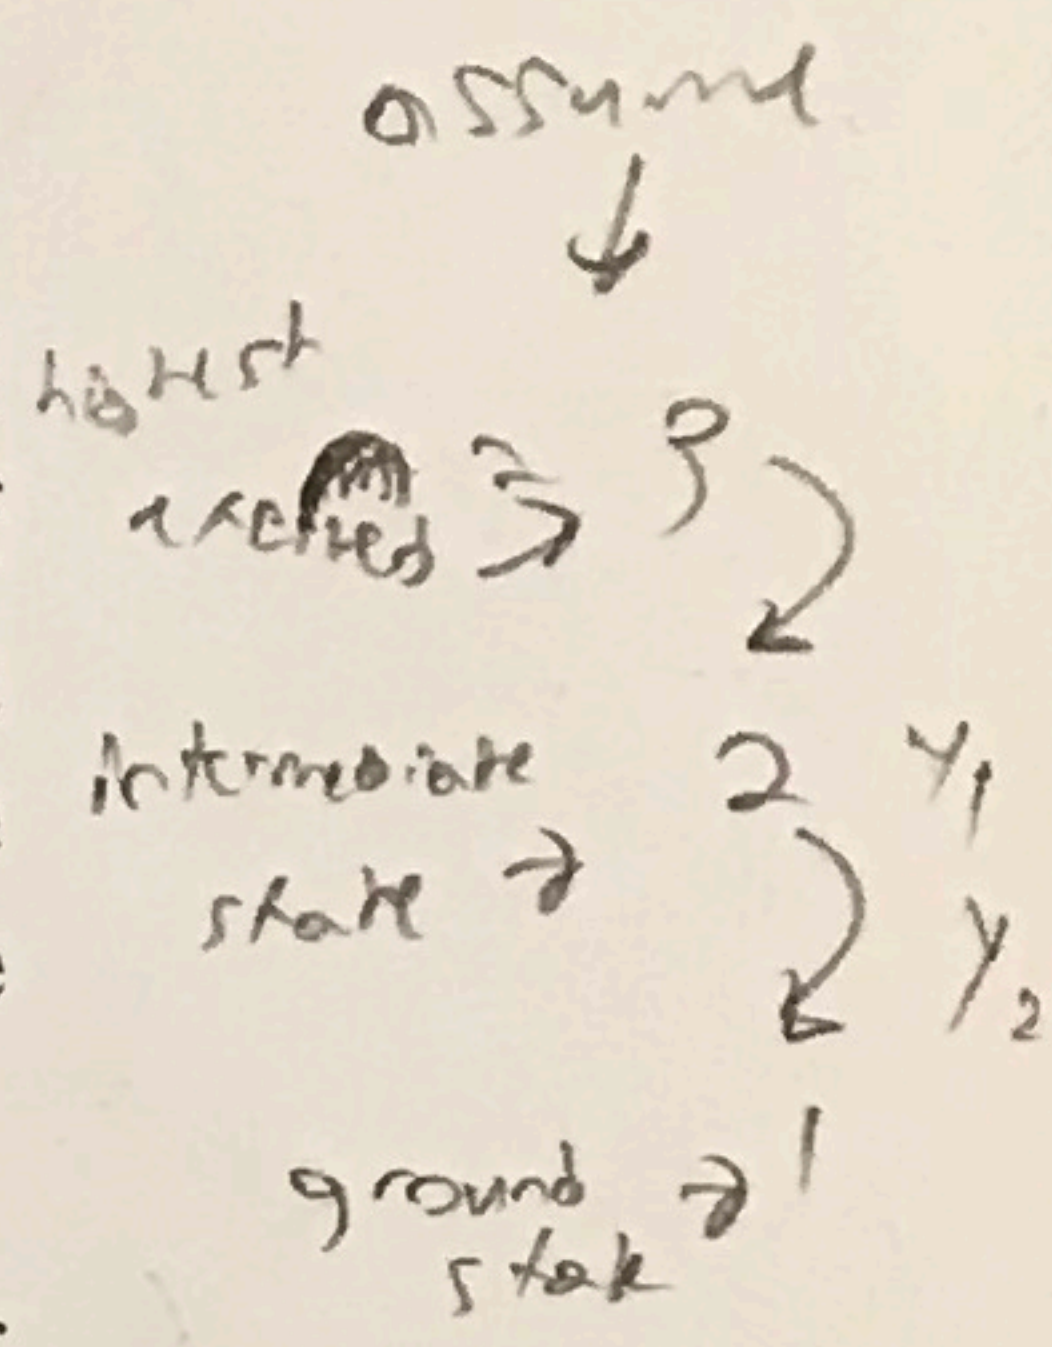 assume
↓
highest
excited → 3
intermediate 2 γ1
state →
γ2
ground → 1
state